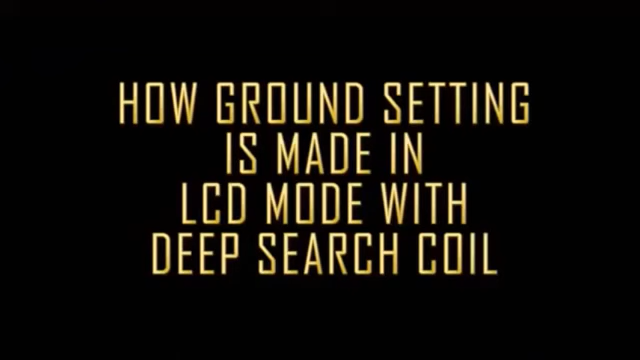 HOW GROUND SETTING
IS MADE IN
LCD MODE WITH
DEEP SEARCH COIL